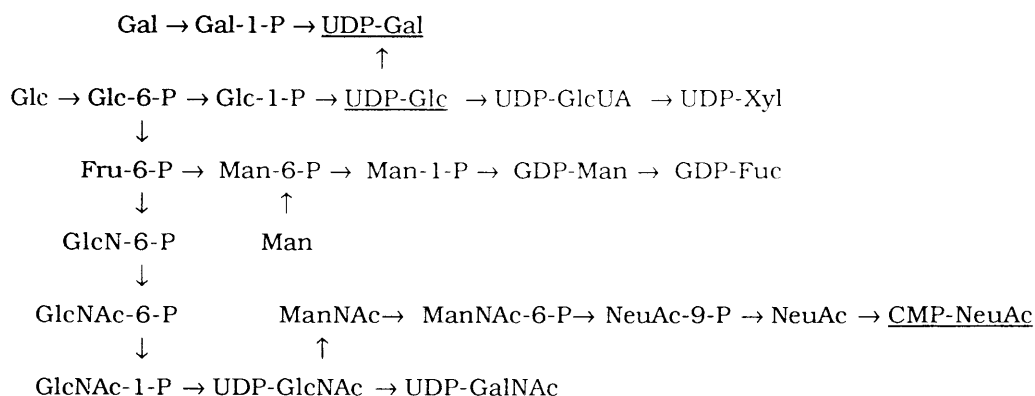 Gal → Gal-1-P → UDP-Gal
↑
Glc → Glc-6-P → Glc-1-P → UDP-Glc → UDP-GlcUA → UDP-Xyl
↓
Fru-6-P → Man-6-P → Man-1-P → GDP-Man → GDP-Fuc
↓ ↑
GlcN-6-P Man
↓
GlcNAc-6-P ManNAc→ ManNAc-6-P→ NeuAc-9-P → NeuAc → CMP-NeuAc
↓ ↑
GlcNAc-1-P → UDP-GlcNAc → UDP-GalNAc